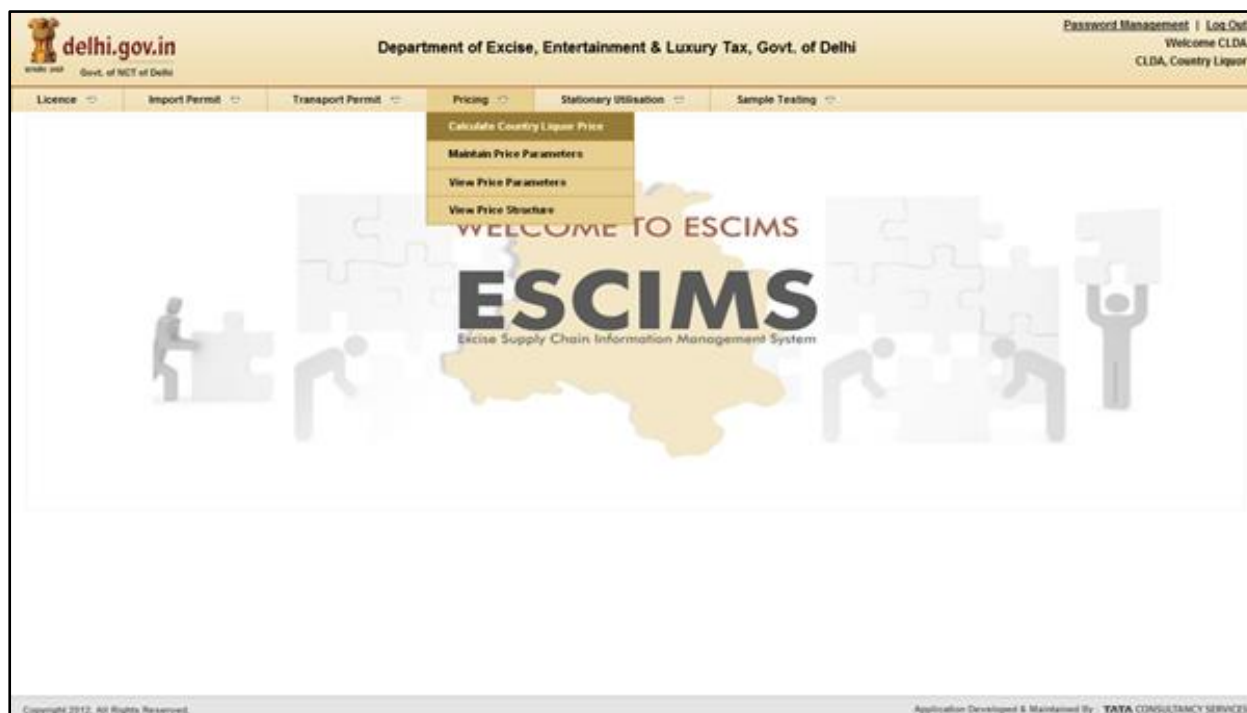 Password Management | Log Out
delhi.gov.in
Department of Excise, Entertainment & Luxury Tax, Govt. of Delhi
Welcome CLDA
CLDA, Country Liquor
Govt. of NCT of Delhi
Licence Import Permit Transport Permit Pricing Stationary Utilisation Sample Testing
Calculate Country Liquor Price
Maintain Price Parameters
View Price Parameters
View Price Structure
WELCOME TO ESCIMS
ESCIMS
Excise Supply Chain Information Management System
Copyright 2012. All Rights Reserved.
Application Developed & Maintained By : TATA CONSULTANCY SERVICES